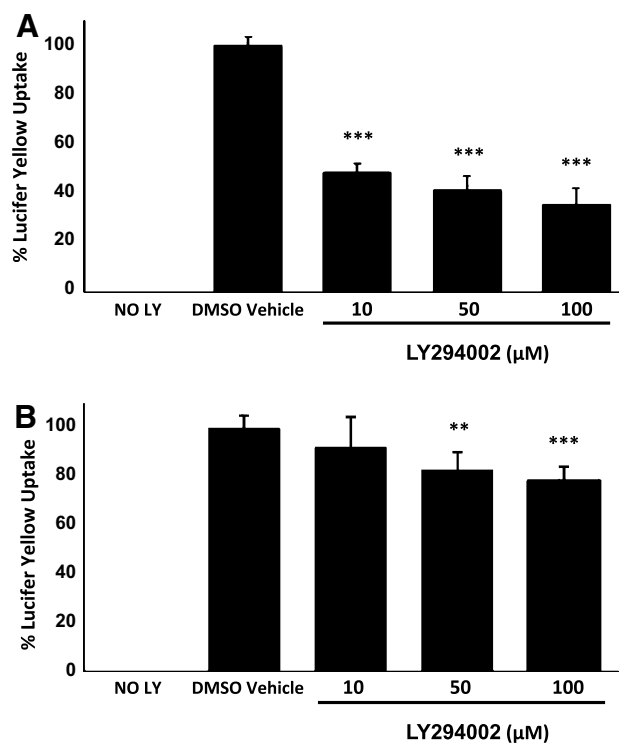 A
% Lucifer Yellow Uptake
100
80
60
40
20
0
***
***
***
NO LY DMSO Vehicle 10 50 100
LY294002 (μM)
B
% Lucifer Yellow Uptake
100
80
60
40
20
0
**
***
NO LY DMSO Vehicle 10 50 100
LY294002 (μM)